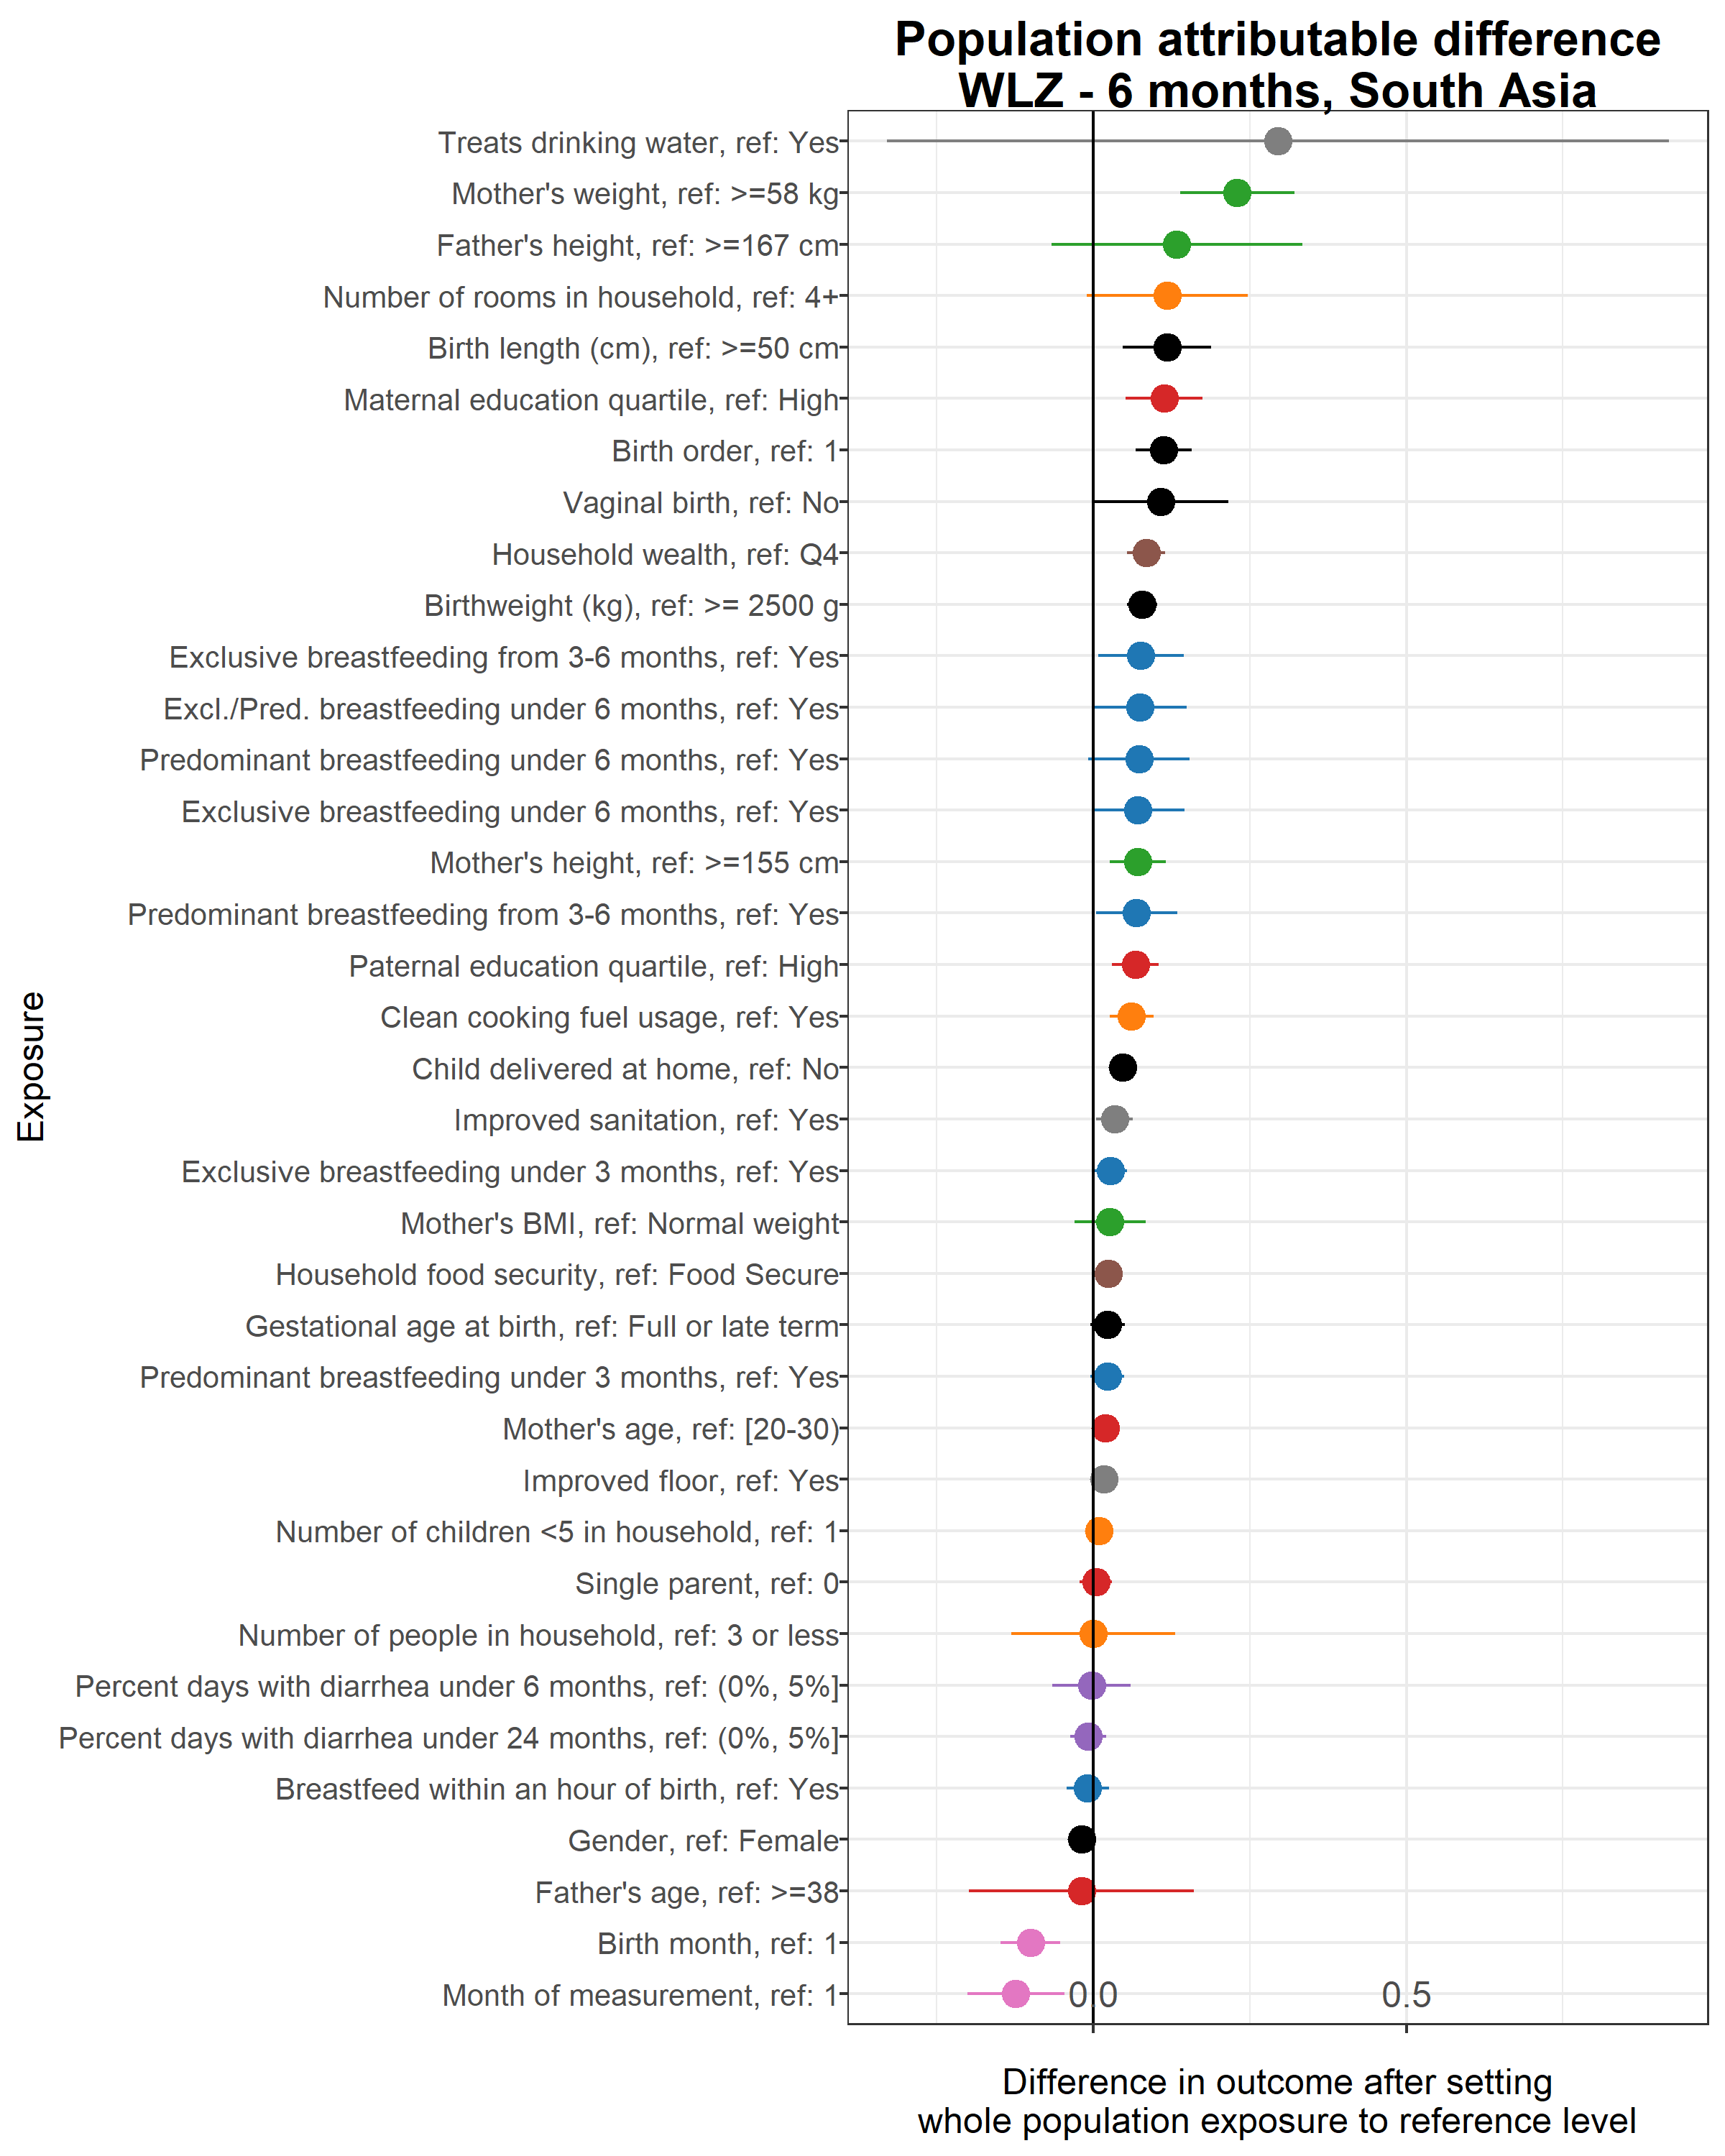 Population attributable difference
WLZ - 6 months, South Asia
Treats drinking water, ref: Yes
Mother's weight, ref: >=58 kg
Father's height, ref: >=167 cm
Number of rooms in household, ref: 4+
Birth length (cm), ref: >=50 cm
Maternal education quartile, ref: High
Birth order, ref: 1
Vaginal birth, ref: No
Household wealth, ref: Q4
Birthweight (kg), ref: >= 2500 g
Exclusive breastfeeding from 3-6 months, ref: Yes
Excl./Pred. breastfeeding under 6 months, ref: Yes
Predominant breastfeeding under 6 months, ref: Yes
Exclusive breastfeeding under 6 months, ref: Yes
Mother's height, ref: >=155 cm
Predominant breastfeeding from 3-6 months, ref: Yes
Paternal education quartile, ref: High
Clean cooking fuel usage, ref: Yes
Child delivered at home, ref: No
Improved sanitation, ref: Yes
Exclusive breastfeeding under 3 months, ref: Yes
Mother's BMI, ref: Normal weight
Household food security, ref: Food Secure
Gestational age at birth, ref: Full or late term
Predominant breastfeeding under 3 months, ref: Yes
Mother's age, ref: [20-30)
Improved floor, ref: Yes
Number of children <5 in household, ref: 1
Single parent, ref: 0
Number of people in household, ref: 3 or less
Percent days with diarrhea under 6 months, ref: (0%, 5%]
Percent days with diarrhea under 24 months, ref: (0%, 5%]
Breastfeed within an hour of birth, ref: Yes
Gender, ref: Female
Father's age, ref: >=38
Birth month, ref: 1
Month of measurement, ref: 1
Exposure
0.0 0.5
Difference in outcome after setting
whole population exposure to reference level